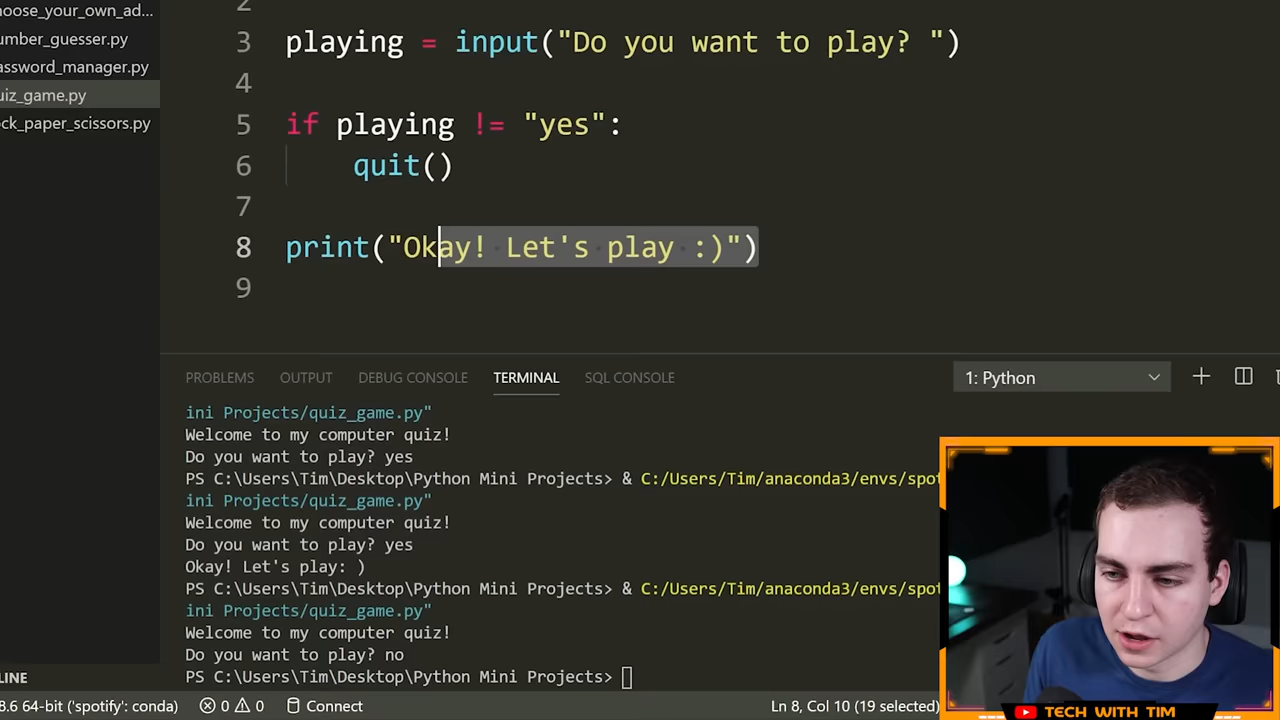 hoose_your_own_ad...
umber_guesser.py
assword_manager.py
uiz_game.py
ck_paper_scissors.py
2
3 playing = input("Do you want to play? ")
4
5 if playing != "yes":
6 quit()
7
8 print("Okay! Let's play :)")
9
PROBLEMS OUTPUT DEBUG CONSOLE TERMINAL SQL CONSOLE 1: Python
ini Projects/quiz_game.py"
Welcome to my computer quiz!
Do you want to play? yes
PS C:\Users\Tim\Desktop\Python Mini Projects> & C:/Users/Tim/anaconda3/envs/spot
ini Projects/quiz_game.py"
Welcome to my computer quiz!
Do you want to play? yes
Okay! Let's play: )
PS C:\Users\Tim\Desktop\Python Mini Projects> & C:/Users/Tim/anaconda3/envs/spot
ini Projects/quiz_game.py"
Welcome to my computer quiz!
Do you want to play? no
PS C:\Users\Tim\Desktop\Python Mini Projects>
LINE
8.6 64-bit ('spotify': conda) 0 0 Connect Ln 8, Col 10 (19 selected)
TECH WITH TIM